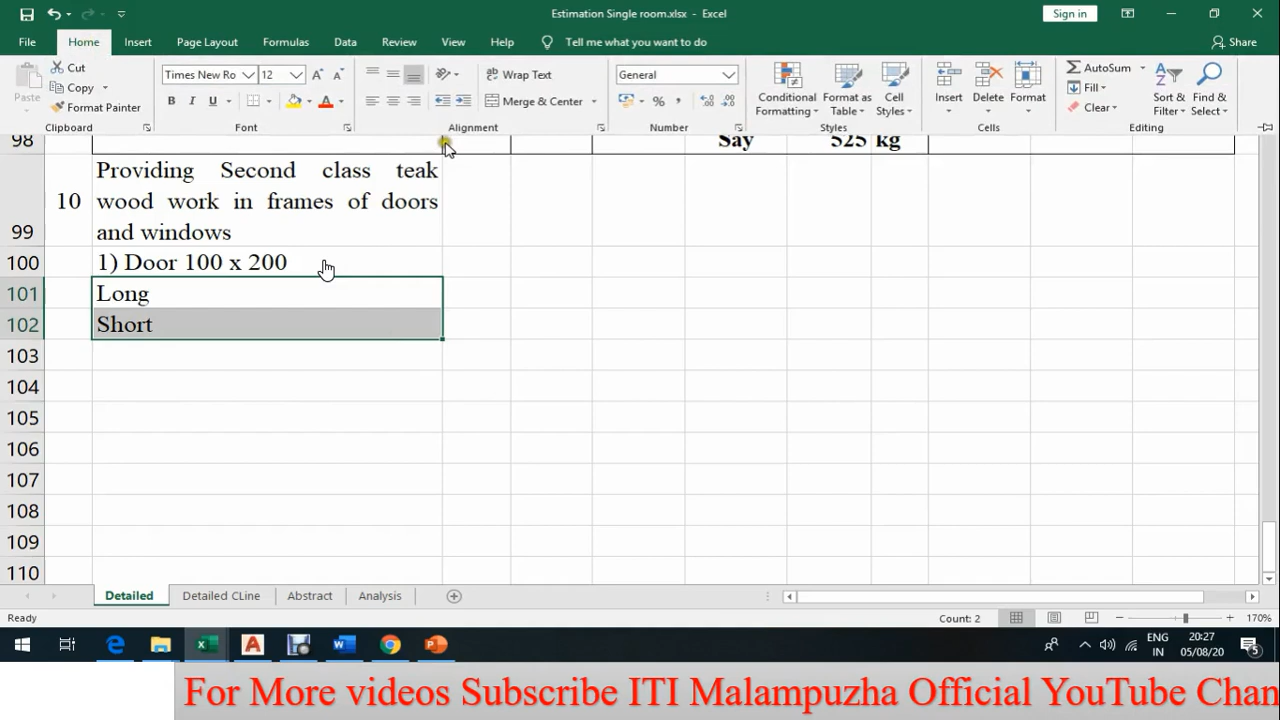 Estimation Single room.xlsx - Excel
Sign in
File Home Insert Page Layout Formulas Data Review View Help Tell me what you want to do Share
Cut
Copy
Format Painter
Paste
Clipboard
Times New Ro 12
B I U
Font
Wrap Text
Merge & Center
Alignment
General
%
Number
Conditional Formatting
Format as Table
Cell Styles
Styles
Insert Delete Format
Cells
AutoSum
Fill
Clear
Sort & Filter
Find & Select
Editing
98 Say 525 kg
99 10 Providing Second class teak
wood work in frames of doors
and windows
100 1) Door 100 x 200
101 Long
102 Short
103
104
105
106
107
108
109
110
Detailed Detailed CLine Abstract Analysis
Ready Count: 2 170%
ENG 20:27
IN 05/08/20 5
For More videos Subscribe ITI Malampuzha Official YouTube Chan